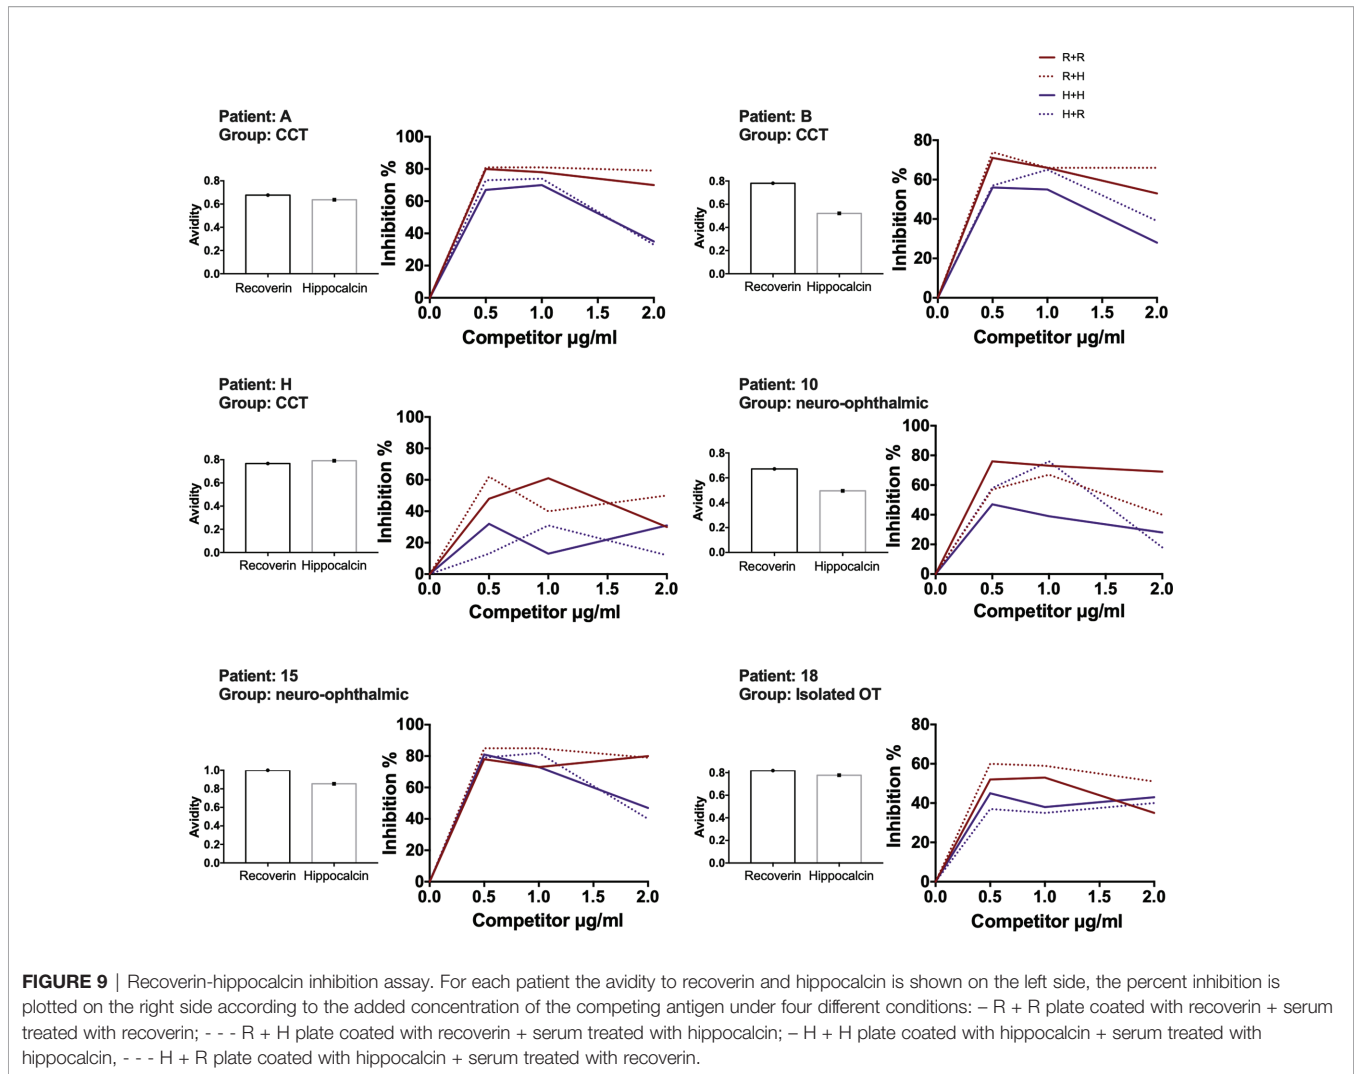 R+R
R+H
H+H
H+R
Patient: A
Group: CCT
Avidity
0.8
0.6
0.4
0.2
0.0
Recoverin Hippocalcin
Inhibition %
100
80
60
40
20
0
0.0 0.5 1.0 1.5 2.0
Competitor µg/ml
Patient: B
Group: CCT
Avidity
0.8
0.6
0.4
0.2
0.0
Recoverin Hippocalcin
Inhibition %
80
60
40
20
0
0.0 0.5 1.0 1.5 2.0
Competitor µg/ml
Patient: H
Group: CCT
Avidity
0.8
0.6
0.4
0.2
0.0
Recoverin Hippocalcin
Inhibition %
100
80
60
40
20
0
0.0 0.5 1.0 1.5 2.0
Competitor µg/ml
Patient: 10
Group: neuro-ophthalmic
Avidity
0.8
0.6
0.4
0.2
0.0
Recoverin Hippocalcin
Inhibition %
100
80
60
40
20
0
0.0 0.5 1.0 1.5 2.0
Competitor µg/ml
Patient: 15
Group: neuro-ophthalmic
Avidity
1.0
0.8
0.6
0.4
0.2
0.0
Recoverin Hippocalcin
Inhibition %
100
80
60
40
20
0
0.0 0.5 1.0 1.5 2.0
Competitor µg/ml
Patient: 18
Group: Isolated OT
Avidity
0.8
0.6
0.4
0.2
0.0
Recoverin Hippocalcin
Inhibition %
80
60
40
20
0
0.0 0.5 1.0 1.5 2.0
Competitor µg/ml
FIGURE 9 | Recoverin-hippocalcin inhibition assay. For each patient the avidity to recoverin and hippocalcin is shown on the left side, the percent inhibition is
plotted on the right side according to the added concentration of the competing antigen under four different conditions: – R + R plate coated with recoverin + serum
treated with recoverin; - - - R + H plate coated with recoverin + serum treated with hippocalcin; – H + H plate coated with hippocalcin + serum treated with
hippocalcin, - - - H + R plate coated with hippocalcin + serum treated with recoverin.